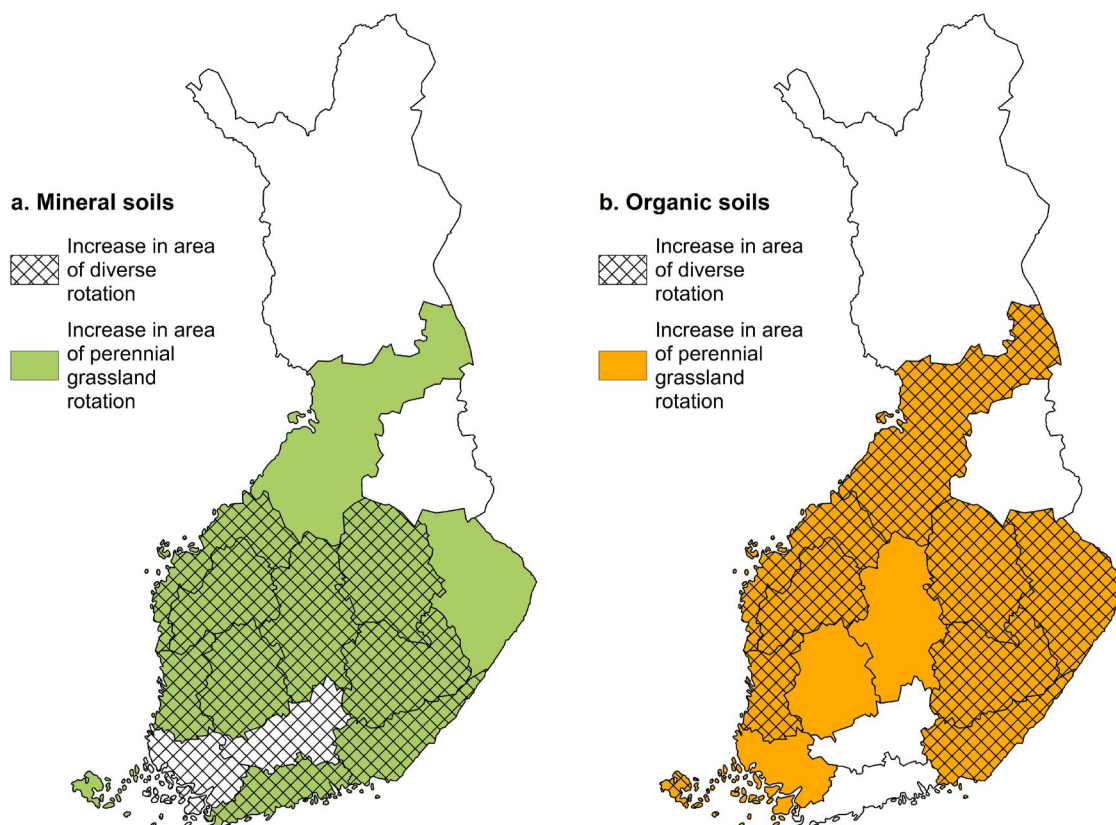 a. Mineral soils
Increase in area
of diverse
rotation
Increase in area
of perennial
grassland
rotation
b. Organic soils
Increase in area
of diverse
rotation
Increase in area
of perennial
grassland
rotation